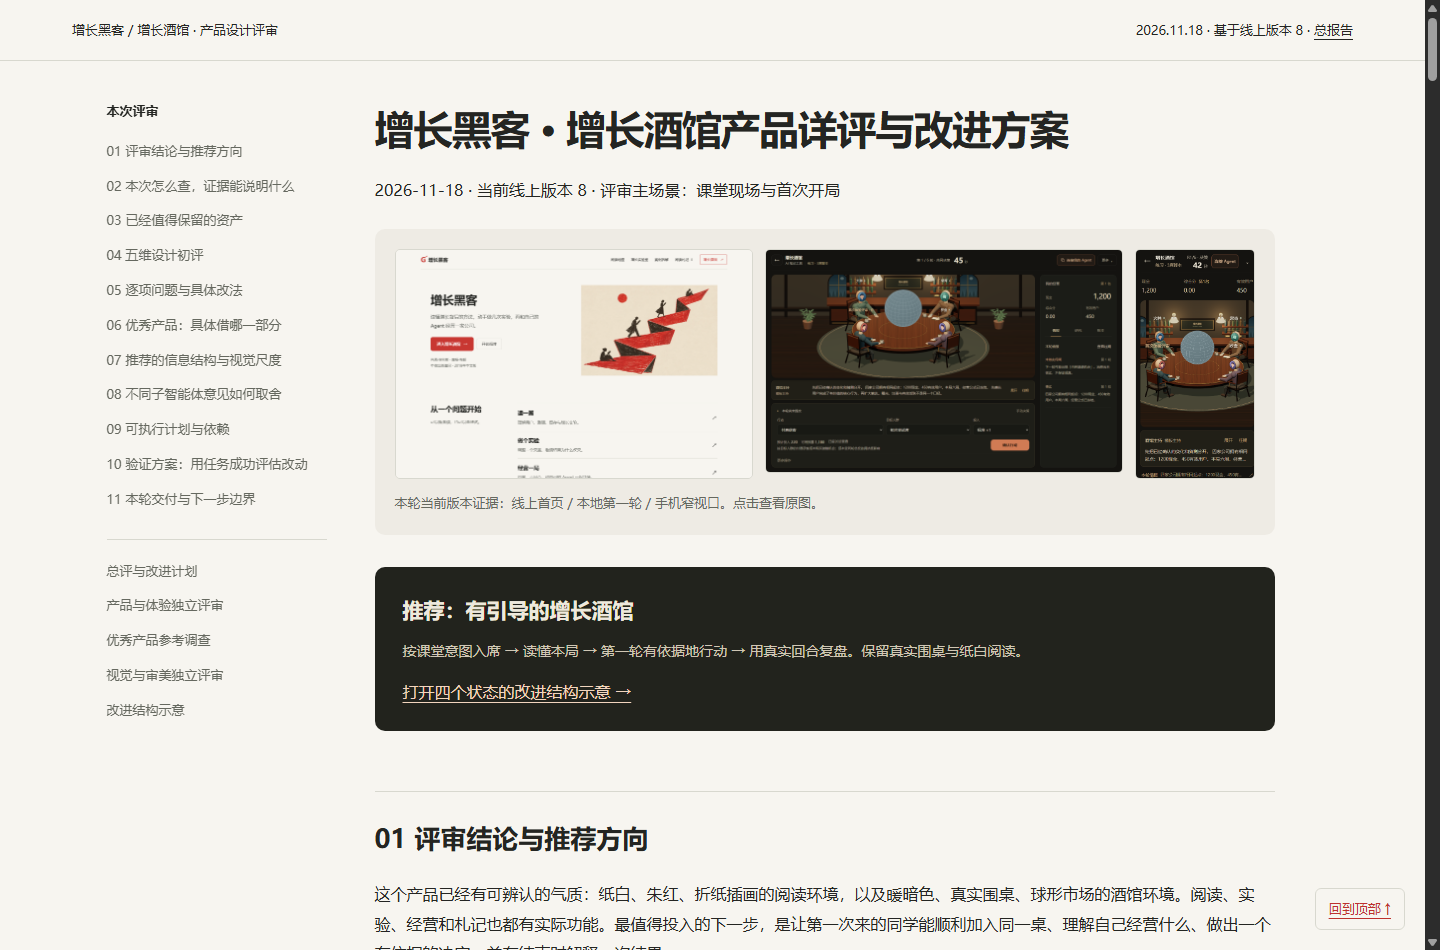 增长黑客 / 增长酒馆 · 产品设计评审
2026.11.18 · 基于线上版本 8 · 总报告
本次评审
01 评审结论与推荐方向
02 本次怎么查，证据能说明什么
03 已经值得保留的资产
04 五维设计初评
05 逐项问题与具体改法
06 优秀产品：具体借哪一部分
07 推荐的信息结构与视觉尺度
08 不同子智能体意见如何取舍
09 可执行计划与依赖
10 验证方案：用任务成功评估改动
11 本轮交付与下一步边界
总评与改进计划
产品与体验独立评审
优秀产品参考调查
视觉与审美独立评审
改进结构示意
增长黑客 · 增长酒馆产品详评与改进方案
2026-11-18 · 当前线上版本 8 · 评审主场景：课堂现场与首次开局
增长黑客
增长黑客
从一个问题开始
45
1,200
0.00
450
42
1,200
0.00
450
本轮当前版本证据：线上首页 / 本地第一轮 / 手机窄视口。点击查看原图。
推荐：有引导的增长酒馆
按课堂意图入席 → 读懂本局 → 第一轮有依据地行动 → 用真实回合复盘。保留真实围桌与纸白阅读。
打开四个状态的改进结构示意 →
01 评审结论与推荐方向
这个产品已经有可辨认的气质：纸白、朱红、折纸插画的阅读环境，以及暖暗色、真实围桌、球形市场的酒馆环境。阅读、实
验、经营和札记也都有实际功能。最值得投入的下一步，是让第一次来的同学能顺利加入同一桌、理解自己经营什么、做出一个
回到顶部 ↑